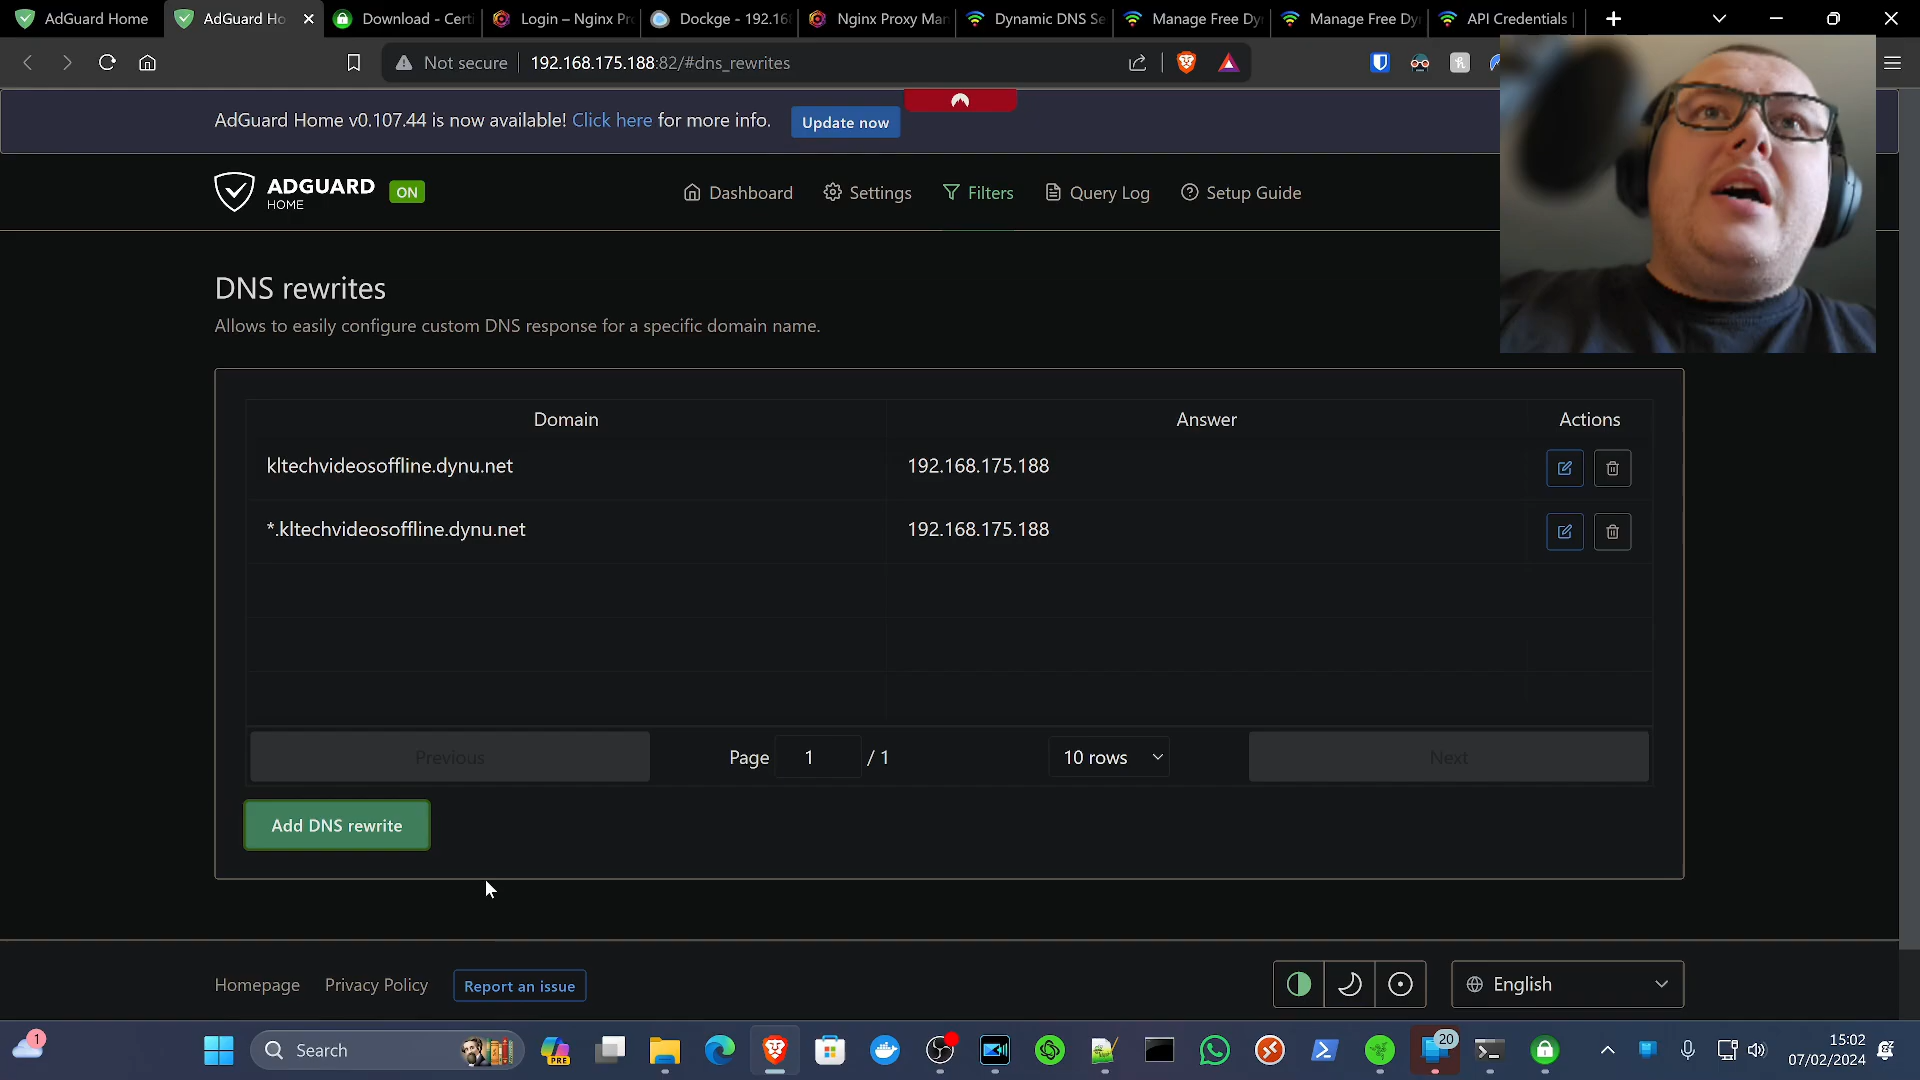 AdGuard Home
AdGuard Ho
Download - Certi
Login – Nginx Pr
Dockge - 192.16
Nginx Proxy Man
Dynamic DNS Se
Manage Free Dy
Manage Free Dy
API Credentials
Not secure
192.168.175.188:82/#dns_rewrites
AdGuard Home v0.107.44 is now available! Click here for more info.
Update now
ADGUARD
HOME
ON
Dashboard
Settings
Filters
Query Log
Setup Guide
DNS rewrites
Allows to easily configure custom DNS response for a specific domain name.
Domain
Answer
Actions
kltechvideosoffline.dynu.net
192.168.175.188
*.kltechvideosoffline.dynu.net
192.168.175.188
Previous
Page
1
/ 1
10 rows
Next
Add DNS rewrite
Homepage
Privacy Policy
Report an issue
English
1
Search
PRE
20
15:02
07/02/2024